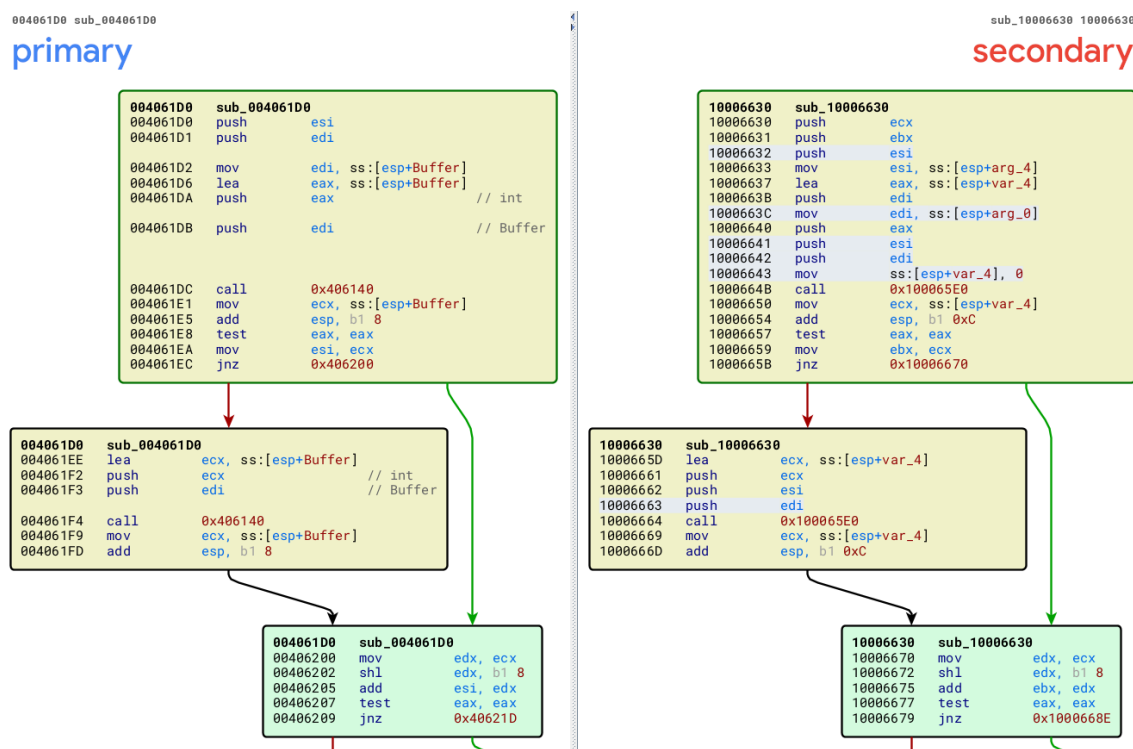 004061D0 sub_004061D0
primary
004061D0 sub_004061D0
004061D0 push esi
004061D1 push edi
004061D2 mov edi, ss:[esp+Buffer]
004061D6 lea eax, ss:[esp+Buffer]
004061DA push eax // int
004061DB push edi // Buffer
004061DC call 0x406140
004061E1 mov ecx, ss:[esp+Buffer]
004061E5 add esp, b1 8
004061E8 test eax, eax
004061EA mov esi, ecx
004061EC jnz 0x406200
004061D0 sub_004061D0
004061EE lea ecx, ss:[esp+Buffer]
004061F2 push ecx // int
004061F3 push edi // Buffer
004061F4 call 0x406140
004061F9 mov ecx, ss:[esp+Buffer]
004061FD add esp, b1 8
004061D0 sub_004061D0
00406200 mov edx, ecx
00406202 shl edx, b1 8
00406205 add esi, edx
00406207 test eax, eax
00406209 jnz 0x40621D
sub_10006630 10006630
secondary
10006630 sub_10006630
10006630 push ecx
10006631 push ebx
10006632 push esi
10006633 mov esi, ss:[esp+arg_4]
10006637 lea eax, ss:[esp+var_4]
1000663B push edi
1000663C mov edi, ss:[esp+arg_0]
10006640 push eax
10006641 push esi
10006642 push edi
10006643 mov ss:[esp+var_4], 0
1000664B call 0x100065E0
10006650 mov ecx, ss:[esp+var_4]
10006654 add esp, b1 0xC
10006657 test eax, eax
10006659 mov ebx, ecx
1000665B jnz 0x10006670
10006630 sub_10006630
1000665D lea ecx, ss:[esp+var_4]
10006661 push ecx
10006662 push esi
10006663 push edi
10006664 call 0x100065E0
10006669 mov ecx, ss:[esp+var_4]
1000666D add esp, b1 0xC
10006630 sub_10006630
10006670 mov edx, ecx
10006672 shl edx, b1 8
10006675 add ebx, edx
10006677 test eax, eax
10006679 jnz 0x1000668E